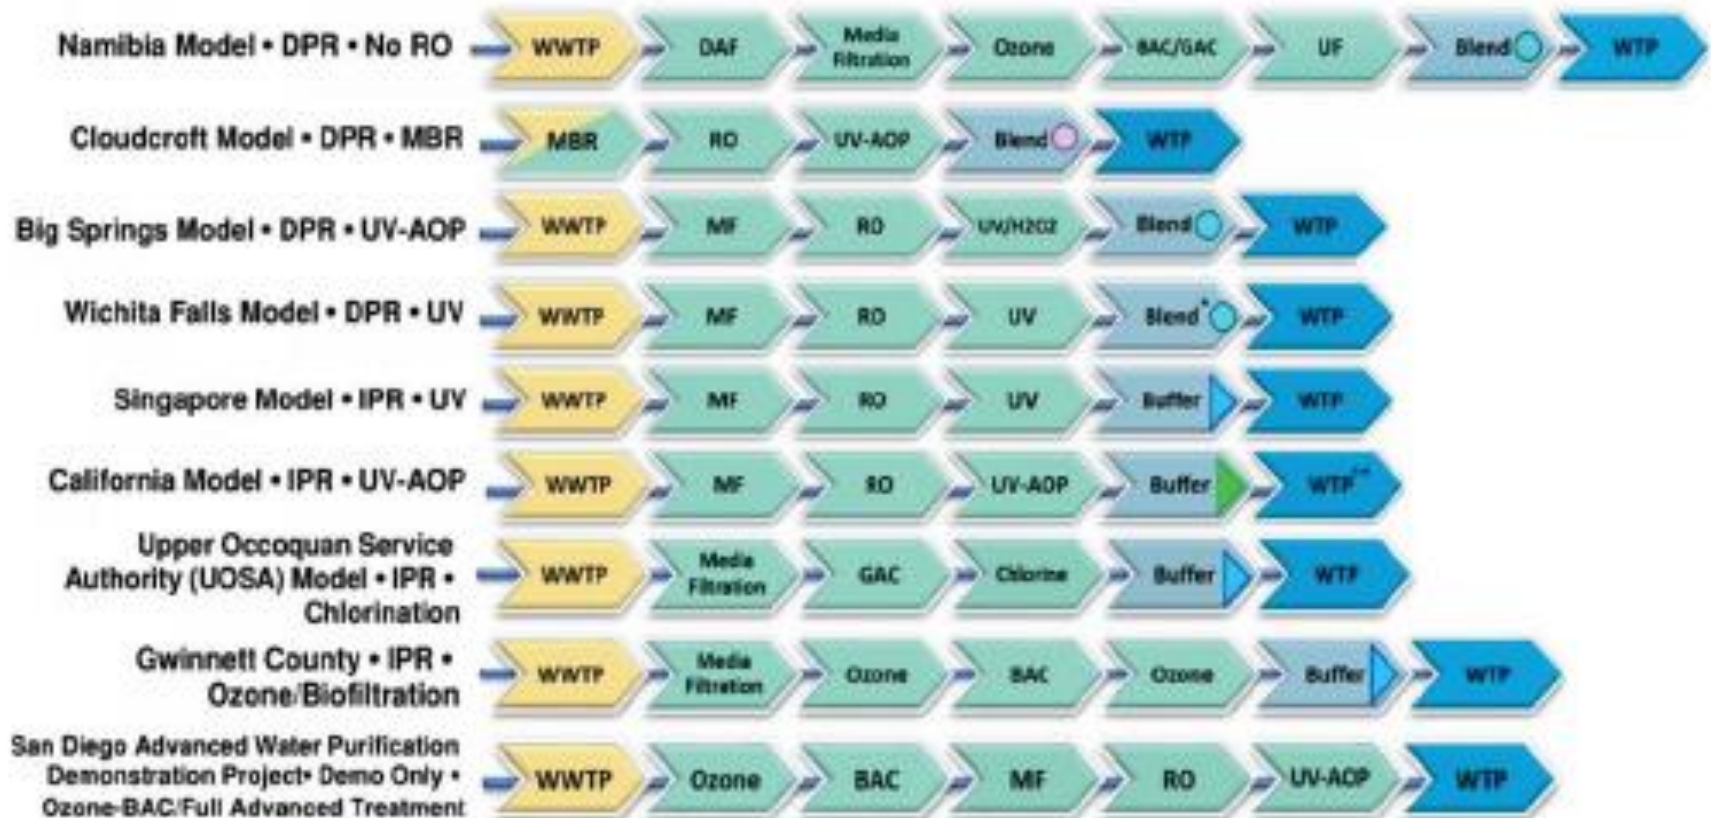 Namibia Model • DPR • No RO WWTP DAF Media Filtration Ozone BAC/GAC UF Blend WTP
Cloudcroft Model • DPR • MBR MBR RO UV-AOP Blend WTP
Big Springs Model • DPR • UV-AOP WWTP MF RO UV/H2O2 Blend WTP
Wichita Falls Model • DPR • UV WWTP MF RO UV Blend* WTP
Singapore Model • IPR • UV WWTP MF RO UV Buffer WTP
California Model • IPR • UV-AOP WWTP MF RO UV-AOP Buffer WTP**
Upper Occoquan Service
Authority (UOSA) Model • IPR •
Chlorination
WWTP Media Filtration GAC Chlorine Buffer WTP
Gwinnett County • IPR •
Ozone/Biofiltration
WWTP Media Filtration Ozone BAC Ozone Buffer WTP
San Diego Advanced Water Purification
Demonstration Project• Demo Only •
Ozone-BAC/Full Advanced Treatment
WWTP Ozone BAC MF RO UV-AOP WTP